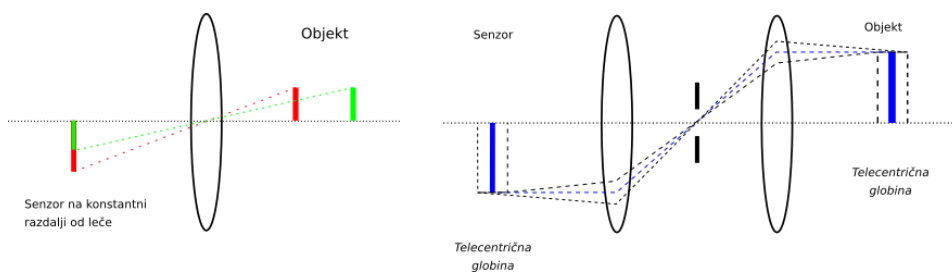 Objekt
Senzor na konstantni
razdalji od leče
Senzor
Objekt
Telecentrična
globina
Telecentrična
globina